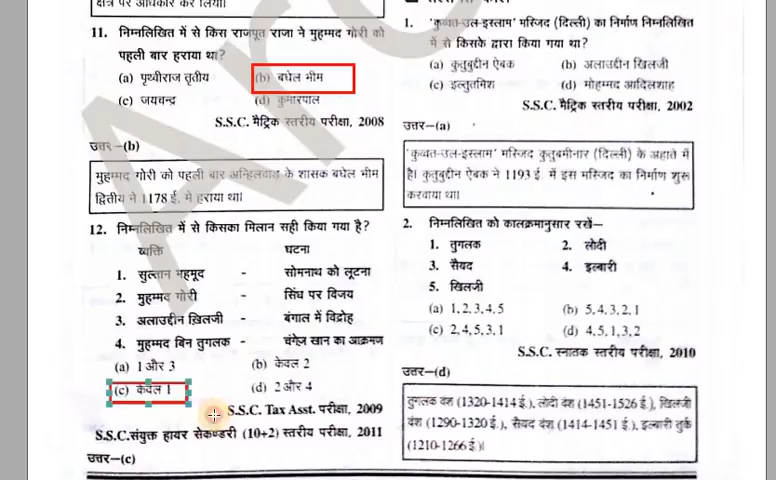 क्षेत्र पर अधिकार कर लिया।
11. निम्नलिखित में से किस राजपूत राजा ने मुहम्मद गोरी को
पहली बार हराया था?
(a) पृथ्वीराज तृतीय (b) बघेल भीम
(c) जयचन्द्र (d) कुमारपाल
S.S.C. मैट्रिक स्तरीय परीक्षा, 2008
उत्तर–(b)
मुहम्मद गोरी को पहली बार अन्हिलवाड़ के शासक बघेल भीम
द्वितीय ने 1178 ई. में हराया था।
12. निम्नलिखित में से किसका मिलान सही किया गया है?
व्यक्ति घटना
1. सुल्तान महमूद - सोमनाथ को लूटना
2. मुहम्मद गोरी - सिंध पर विजय
3. अलाउद्दीन ख़िलजी - बंगाल में विद्रोह
4. मुहम्मद बिन तुगलक - चंगेज़ खान का आक्रमण
(a) 1 और 3 (b) केवल 2
(c) केवल 1 (d) 2 और 4
S.S.C. Tax Asst. परीक्षा, 2009
S.S.C.संयुक्त हायर सेकण्डरी (10+2) स्तरीय परीक्षा, 2011
उत्तर–(c)
1. 'कुव्वत-उल-इस्लाम' मस्जिद (दिल्ली) का निर्माण निम्नलिखित
में से किसके द्वारा किया गया था?
(a) कुतुबुद्दीन ऐबक (b) अलाउद्दीन खिलजी
(c) इल्तुतमिश (d) मोहम्मद आदिलशाह
S.S.C. मैट्रिक स्तरीय परीक्षा, 2002
उत्तर–(a)
'कुव्वत-उल-इस्लाम' मस्जिद कुतुबमीनार (दिल्ली) के अहाते में
है। कुतुबुद्दीन ऐबक ने 1193 ई. में इस मस्जिद का निर्माण शुरू
करवाया था।
2. निम्नलिखित को कालक्रमानुसार रखें–
1. तुगलक 2. लोदी
3. सैयद 4. इल्बारी
5. खिलजी
(a) 1,2,3,4,5 (b) 5,4,3,2,1
(c) 2,4,5,3,1 (d) 4,5,1,3,2
S.S.C. स्नातक स्तरीय परीक्षा, 2010
उत्तर–(d)
तुगलक वंश (1320-1414 ई.), लोदी वंश (1451-1526 ई.), खिलजी
वंश (1290-1320 ई.), सैयद वंश (1414-1451 ई.), इल्बारी तुर्क
(1210-1266 ई.)।